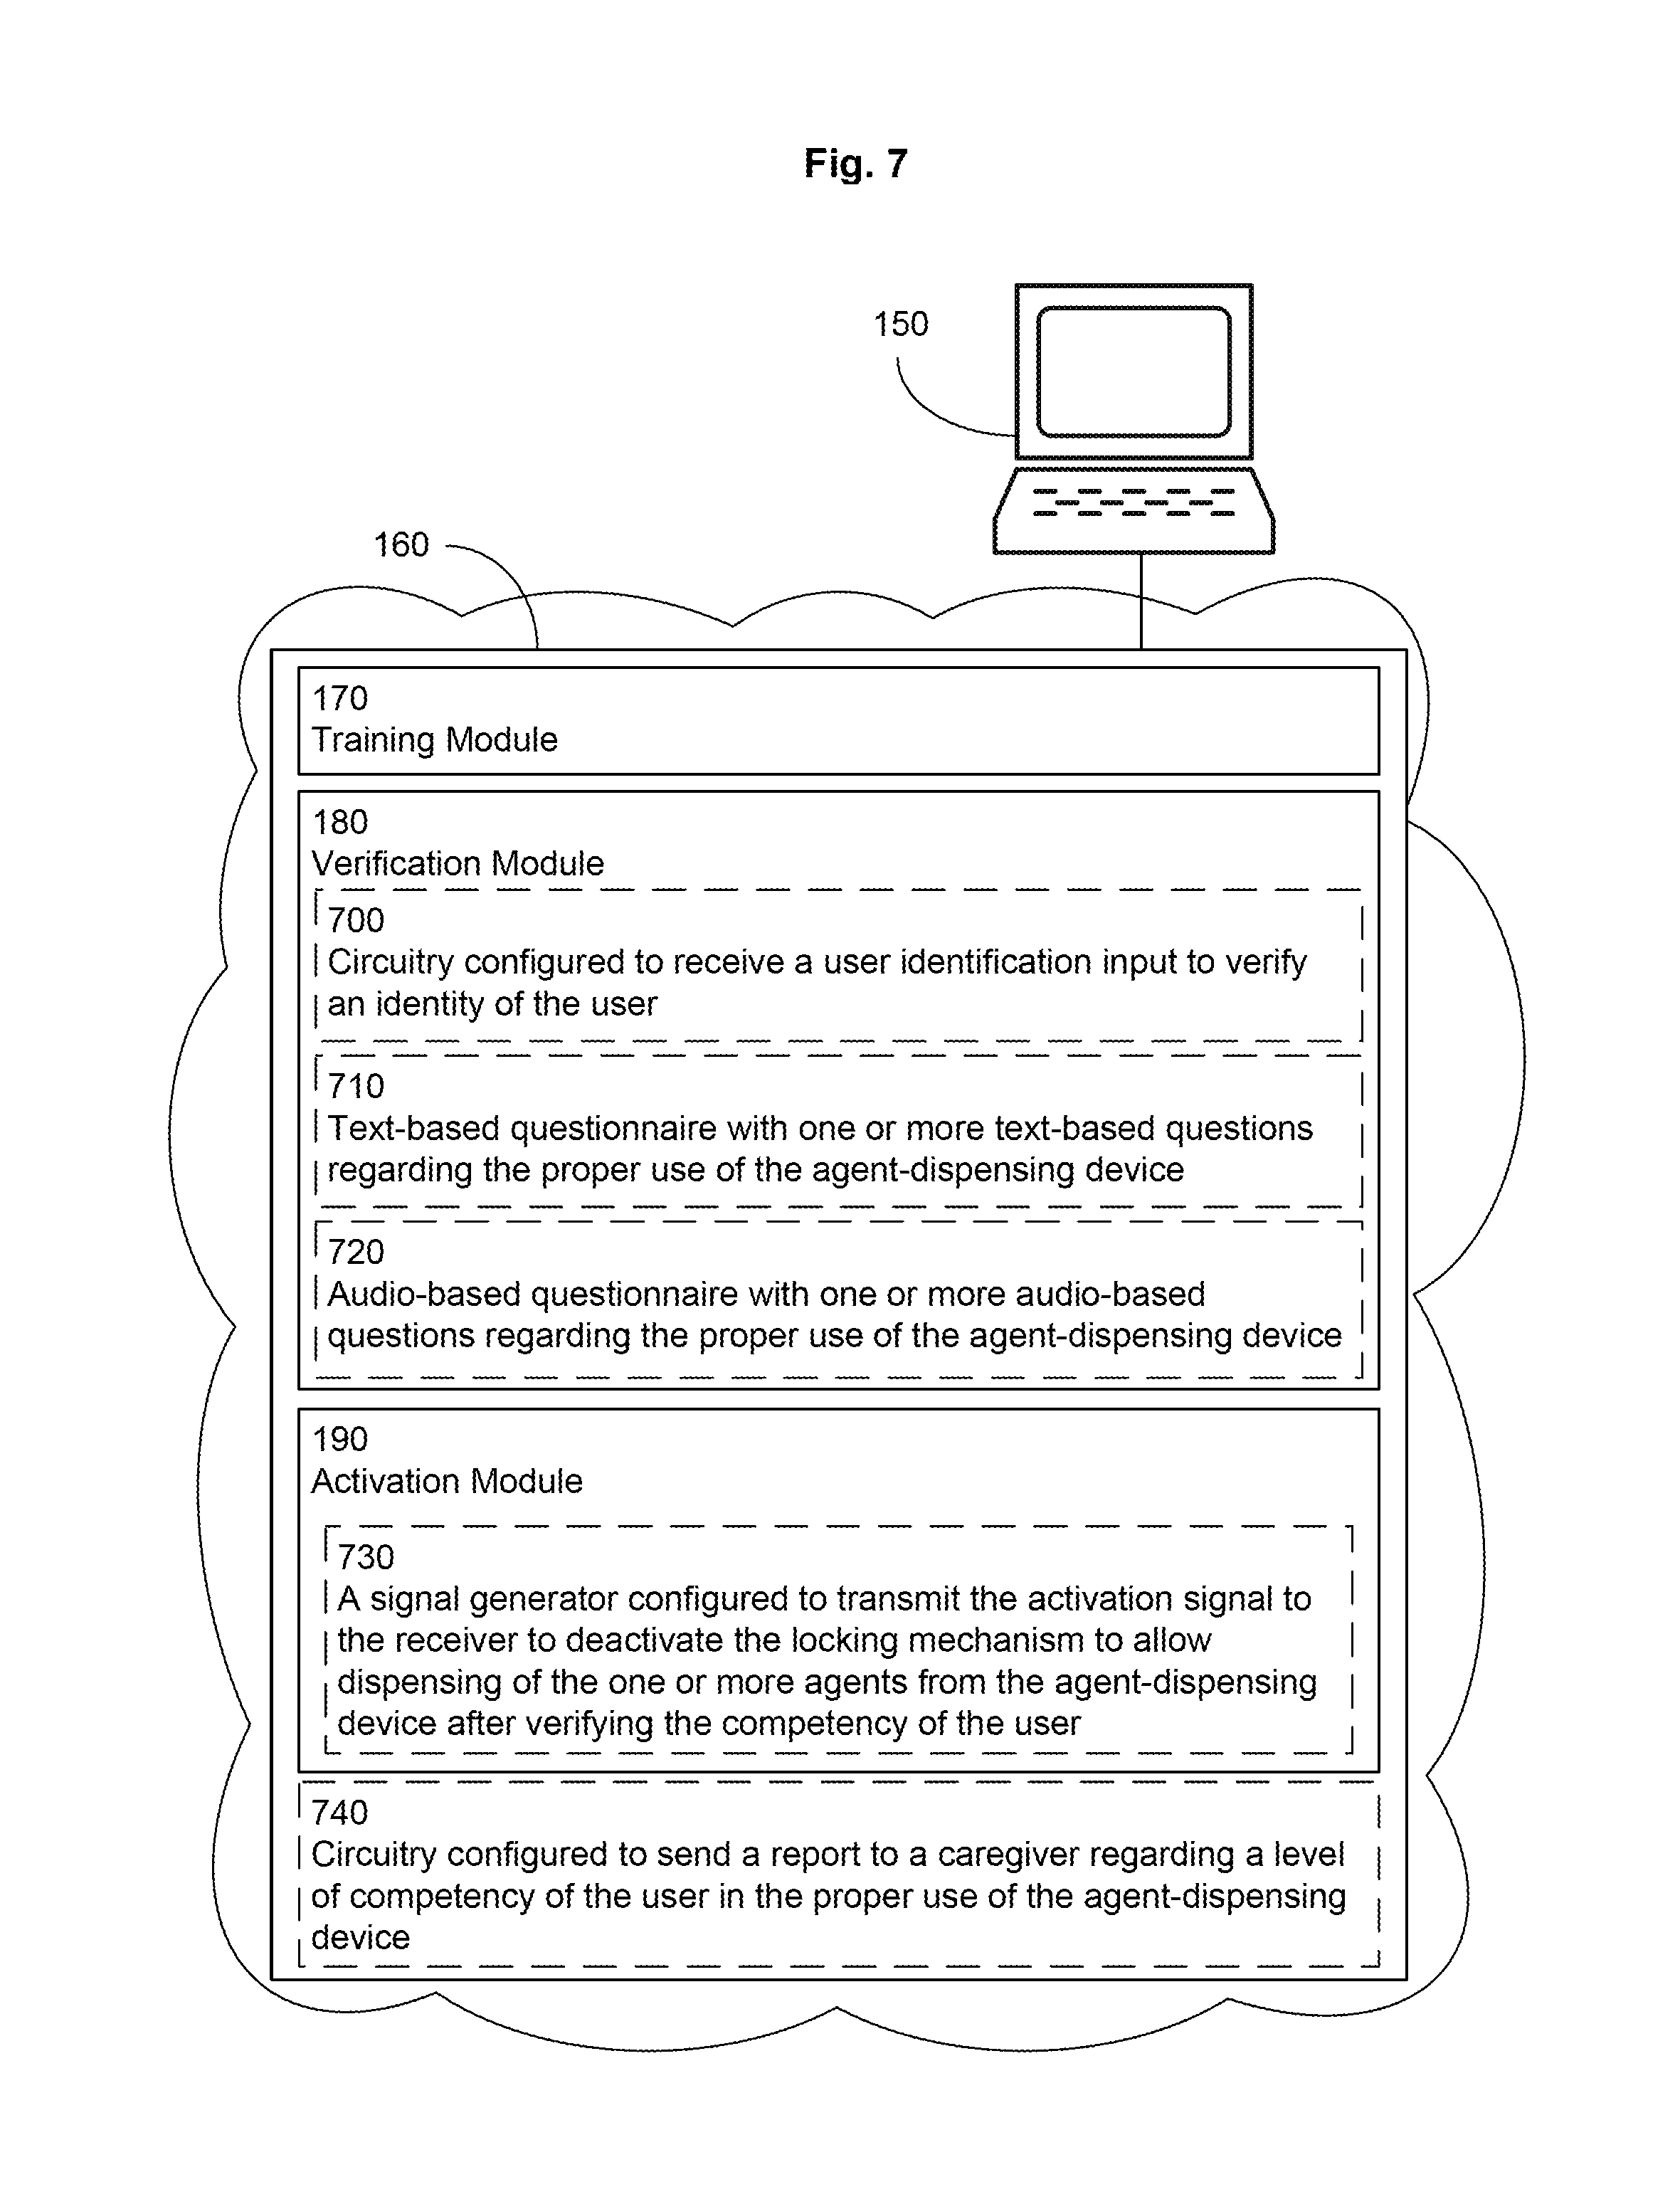 Fig. 7
150
160
170
Training Module
180
Verification Module
700
Circuitry configured to receive a user identification input to verify
an identity of the user
710
Text-based questionnaire with one or more text-based questions
regarding the proper use of the agent-dispensing device
720
Audio-based questionnaire with one or more audio-based
questions regarding the proper use of the agent-dispensing device
190
Activation Module
730
A signal generator configured to transmit the activation signal to
the receiver to deactivate the locking mechanism to allow
dispensing of the one or more agents from the agent-dispensing
device after verifying the competency of the user
740
Circuitry configured to send a report to a caregiver regarding a level
of competency of the user in the proper use of the agent-dispensing
device